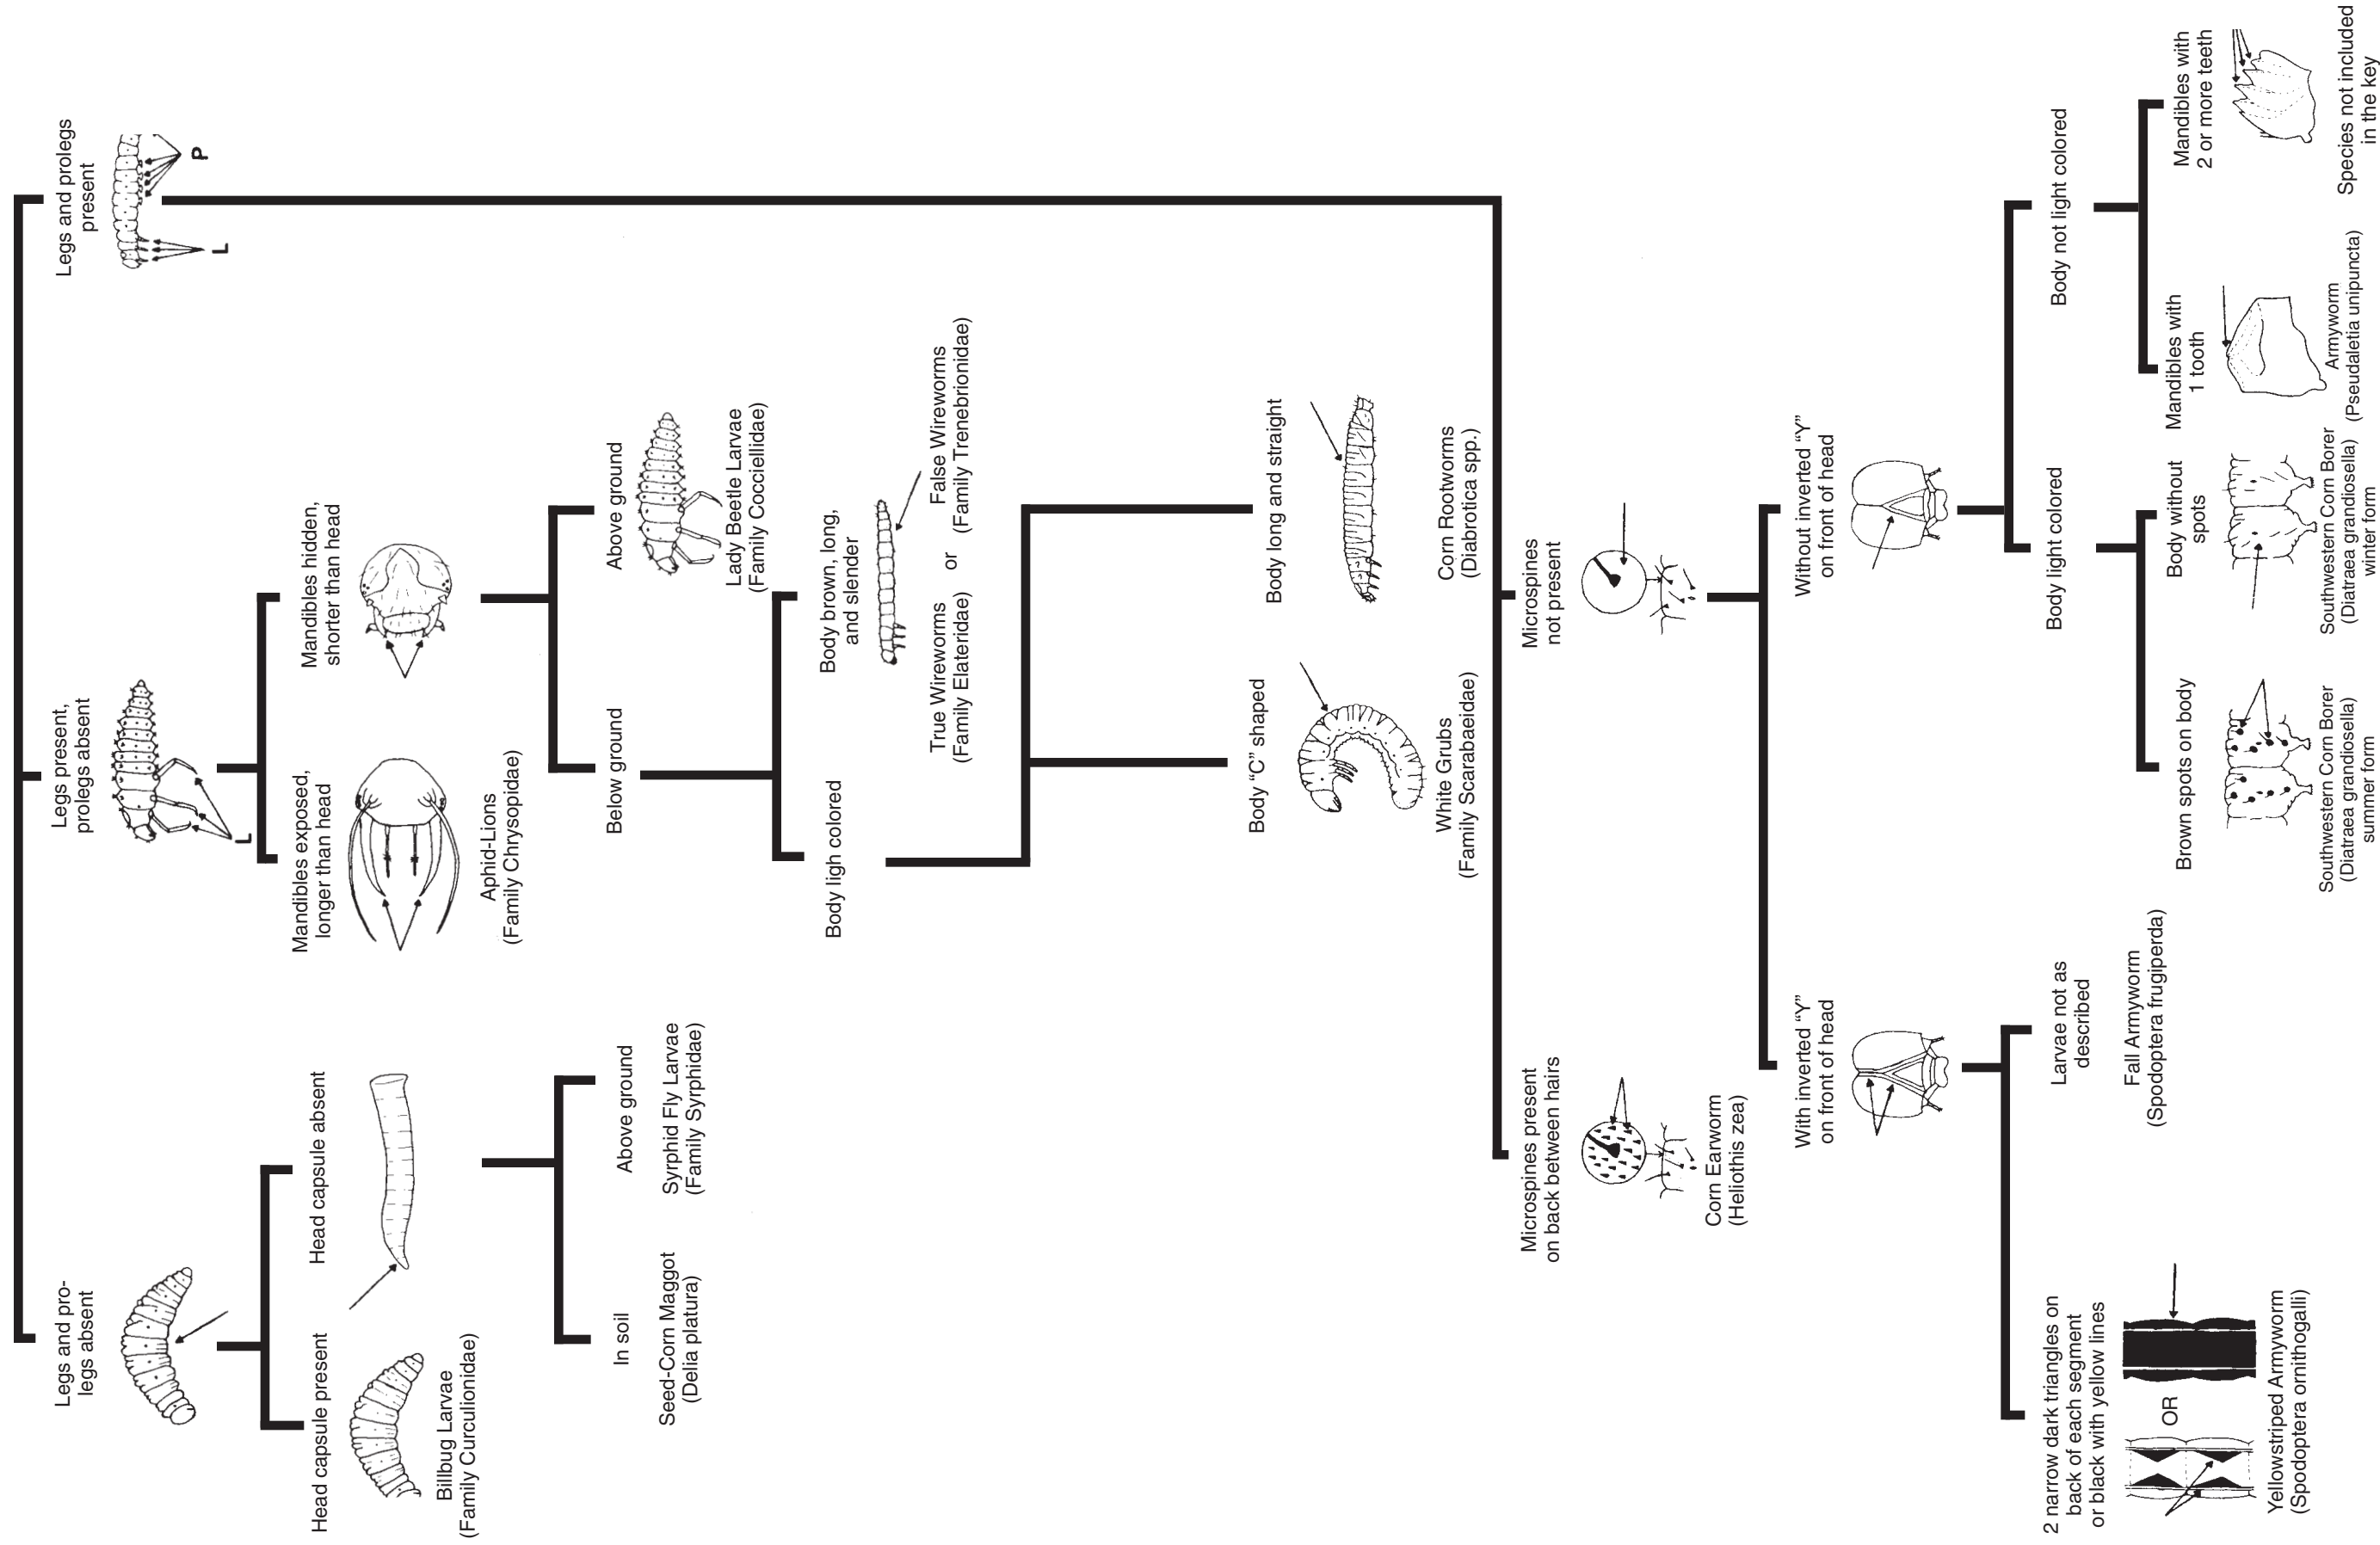 Legs and pro-
legs absent
Legs present,
prolegs absent
L
Legs and prolegs
present
L
P
Head capsule present
Billbug Larvae
(Family Curculionidae)
Head capsule absent
In soil
Seed-Corn Maggot
(Delia platura)
Above ground
Syrphid Fly Larvae
(Family Syrphidae)
Mandibles exposed,
longer than head
Aphid-Lions
(Family Chrysopidae)
Mandibles hidden,
shorter than head
Below ground
Above ground
Lady Beetle Larvae
(Family Cocciellidae)
Body ligh colored
Body brown, long,
and slender
True Wireworms
(Family Elateridae)
or
False Wireworms
(Family Trenebrionidae)
Body "C" shaped
White Grubs
(Family Scarabaeidae)
Body long and straight
Corn Rootworms
(Diabrotica spp.)
Microspines present
on back between hairs
Corn Earworm
(Heliothis zea)
Microspines
not present
With inverted "Y"
on front of head
Without inverted "Y"
on front of head
2 narrow dark triangles on
back of each segment
or black with yellow lines
OR
Yellowstriped Armyworm
(Spodoptera ornithogalli)
Larvae not as
described
Fall Armyworm
(Spodoptera frugiperda)
Body light colored
Body not light colored
Brown spots on body
Southwestern Corn Borer
(Diatraea grandiosella)
summer form
Body without
spots
Southwestern Corn Borer
(Diatraea grandiosella)
winter form
Mandibles with
1 tooth
Armyworm
(Pseudaletia unipuncta)
Mandibles with
2 or more teeth
Species not included
in the key